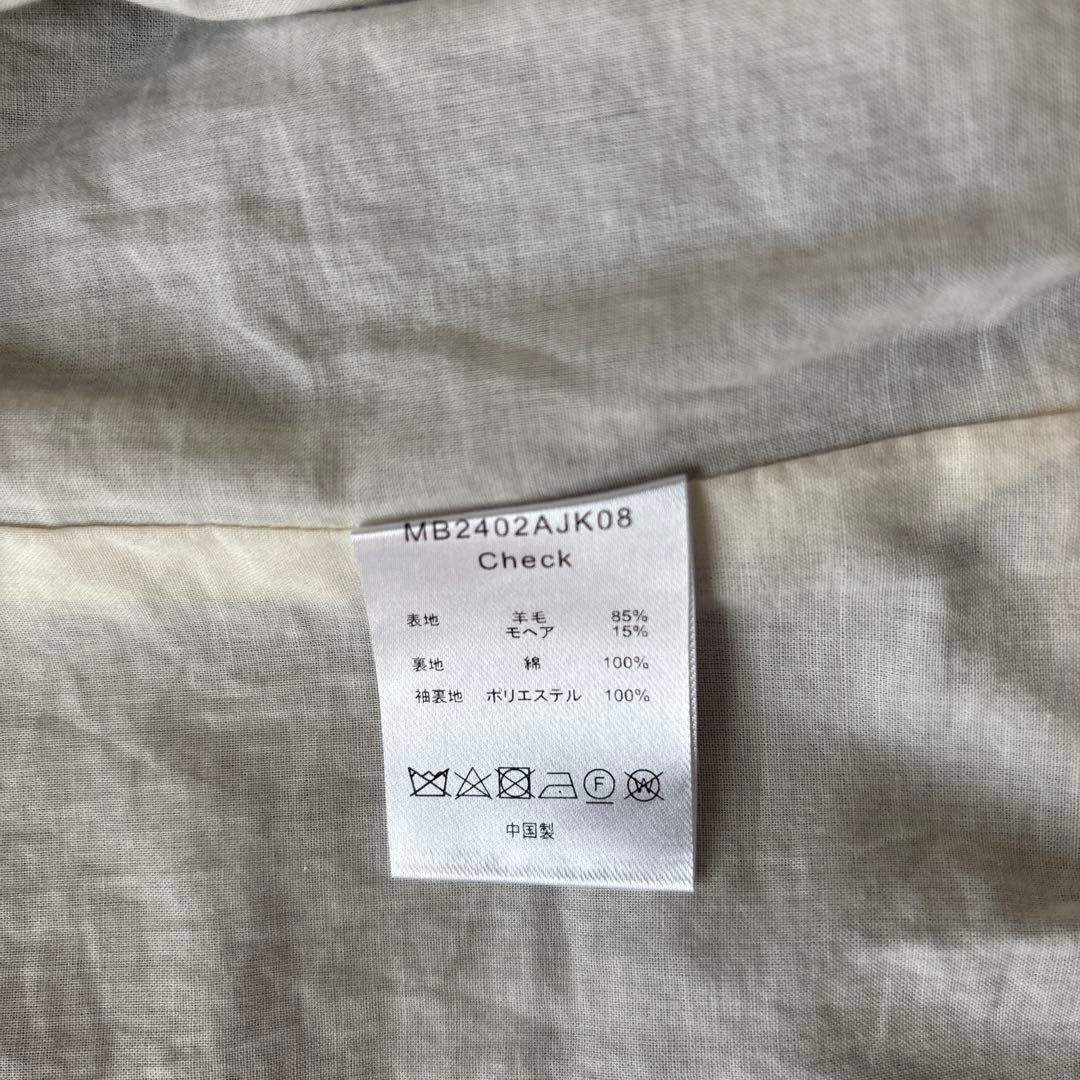 MB2402AJK08
Check
表地 羊毛 85%
モヘア 15%
裏地 綿 100%
袖裏地 ポリエステル 100%
F W
中国製